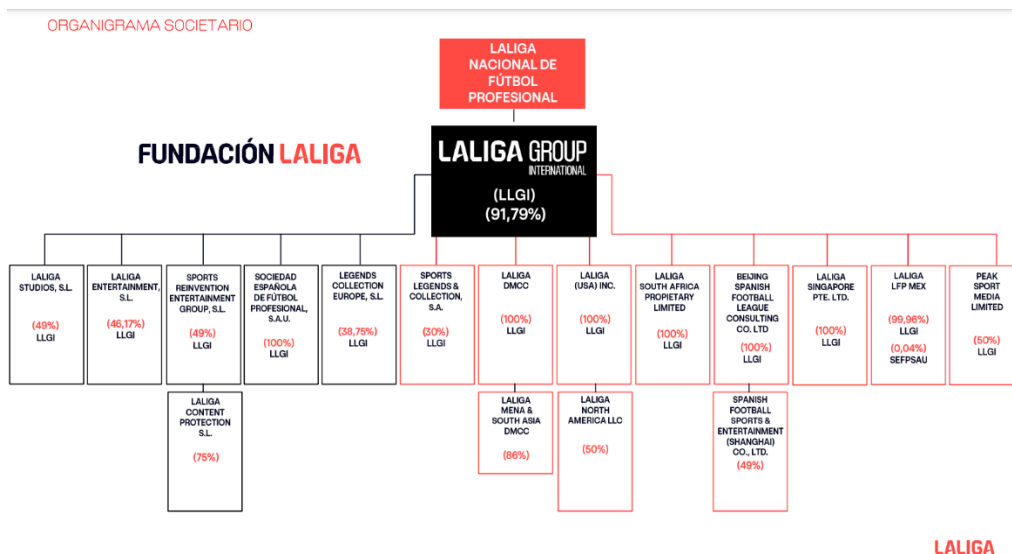 ORGANIGRAMA SOCIETARIO
LALIGA
NACIONAL DE
FÚTBOL
PROFESIONAL
FUNDACIÓN LALIGA
LALIGA GROUP
INTERNATIONAL
(LLGI)
(91,79%)
LALIGA
STUDIOS, S.L.
(49%)
LLGI
LALIGA
ENTERTAINMENT,
S.L.
(46,17%)
LLGI
SPORTS
REINVENTION
ENTERTAINMENT
GROUP, S.L.
(49%)
LLGI
SOCIEDAD
ESPAÑOLA
DE FÚTBOL
PROFESIONAL,
S.A.U.
(100%)
LLGI
LEGENDS
COLLECTION
EUROPE, S.L.
(38,75%)
LLGI
SPORTS
LEGENDS &
COLLECTION,
S.A.
(30%)
LLGI
LALIGA
DMCC
(100%)
LLGI
LALIGA
(USA) INC.
(100%)
LLGI
LALIGA
SOUTH AFRICA
PROPIETARY
LIMITED
(100%)
LLGI
BEIJING
SPANISH
FOOTBALL
LEAGUE
CONSULTING
CO. LTD
(100%)
LLGI
LALIGA
SINGAPORE
PTE. LTD.
(100%)
LLGI
LALIGA
LFP MEX
(99,96%)
LLGI
(0,04%)
SEFPSAU
PEAK
SPORT
MEDIA
LIMITED
(50%)
LLGI
LALIGA
CONTENT
PROTECTION
S.L.
(75%)
LALIGA
MENA &
SOUTH ASIA
DMCC
(86%)
LALIGA
NORTH
AMERICA LLC
(50%)
SPANISH
FOOTBALL
SPORTS &
ENTERTAINMENT
(SHANGHAI)
CO., LTD.
(49%)
LALIGA